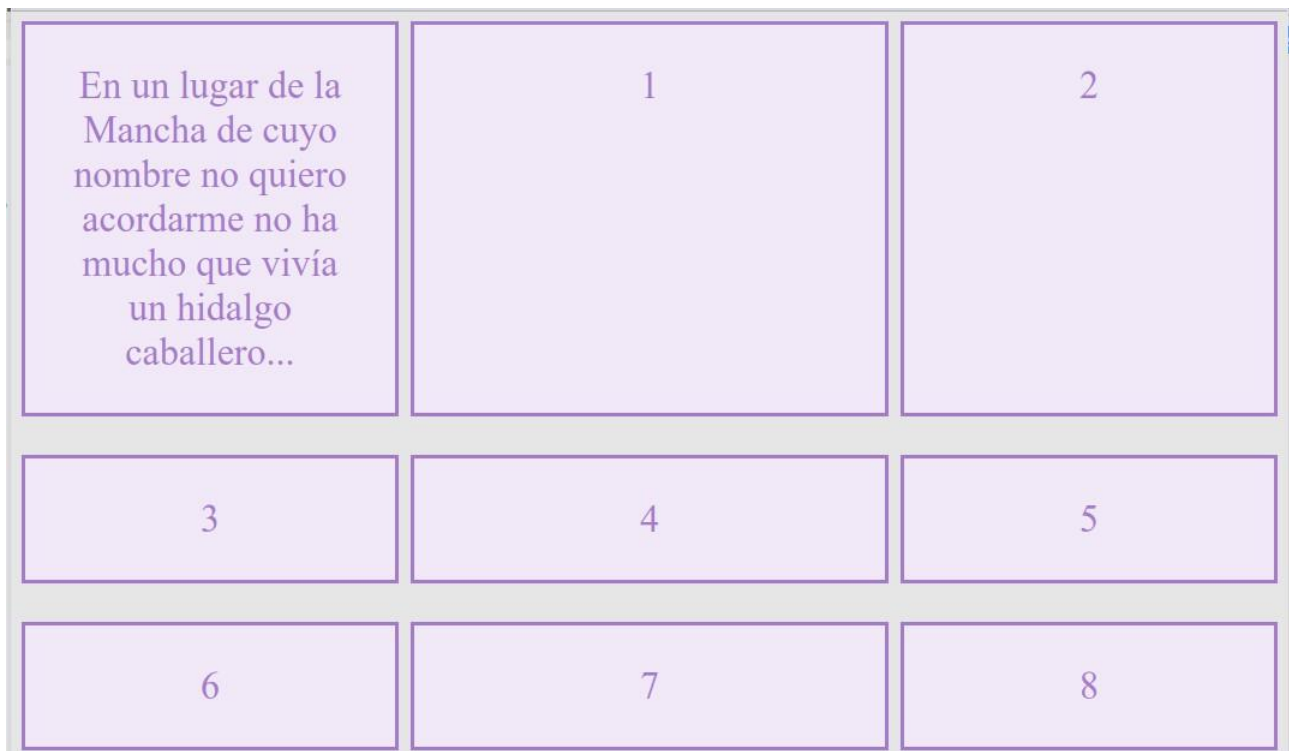 En un lugar de la
Mancha de cuyo
nombre no quiero
acordarme no ha
mucho que vivía
un hidalgo
caballero...
1
2
3
4
5
6
7
8